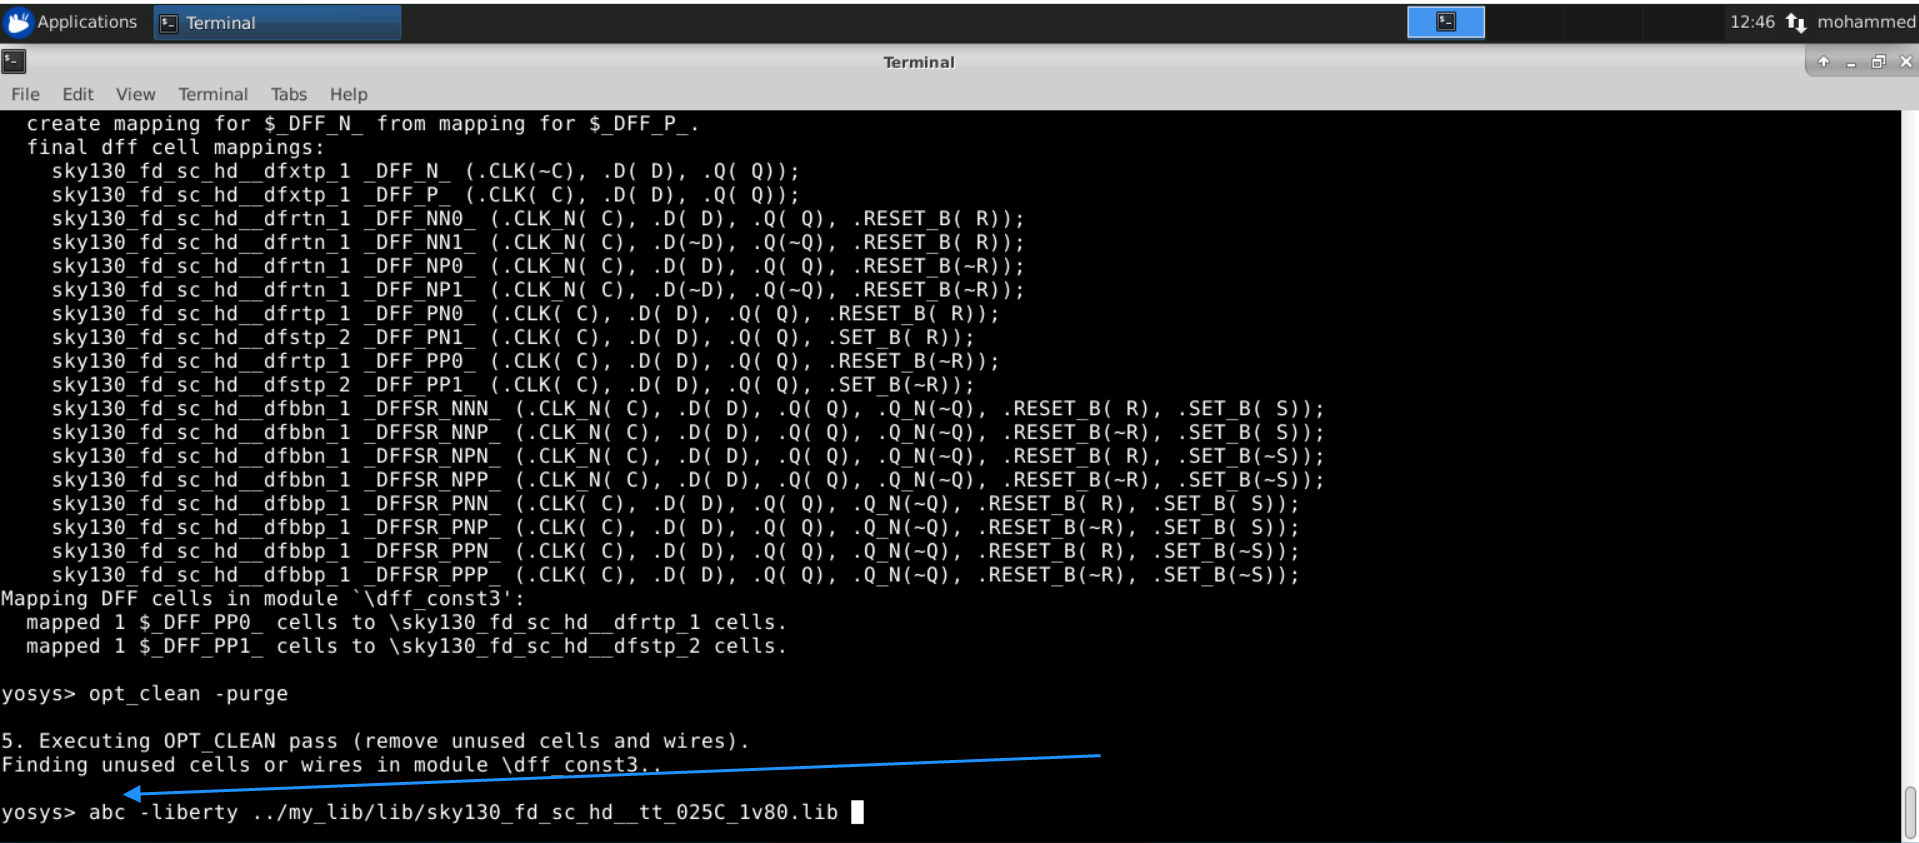 Applications Terminal 12:46 mohammed
Terminal
File Edit View Terminal Tabs Help
  create mapping for $_DFF_N_ from mapping for $_DFF_P_.
  final dff cell mappings:
    sky130_fd_sc_hd__dfxtp_1 _DFF_N_ (.CLK(~C), .D( D), .Q( Q));
    sky130_fd_sc_hd__dfxtp_1 _DFF_P_ (.CLK( C), .D( D), .Q( Q));
    sky130_fd_sc_hd__dfrtn_1 _DFF_NN0_ (.CLK_N( C), .D( D), .Q( Q), .RESET_B( R));
    sky130_fd_sc_hd__dfrtn_1 _DFF_NN1_ (.CLK_N( C), .D(~D), .Q(~Q), .RESET_B( R));
    sky130_fd_sc_hd__dfrtn_1 _DFF_NP0_ (.CLK_N( C), .D( D), .Q( Q), .RESET_B(~R));
    sky130_fd_sc_hd__dfrtn_1 _DFF_NP1_ (.CLK_N( C), .D(~D), .Q(~Q), .RESET_B(~R));
    sky130_fd_sc_hd__dfrtp_1 _DFF_PN0_ (.CLK( C), .D( D), .Q( Q), .RESET_B( R));
    sky130_fd_sc_hd__dfstp_2 _DFF_PN1_ (.CLK( C), .D( D), .Q( Q), .SET_B( R));
    sky130_fd_sc_hd__dfrtp_1 _DFF_PP0_ (.CLK( C), .D( D), .Q( Q), .RESET_B(~R));
    sky130_fd_sc_hd__dfstp_2 _DFF_PP1_ (.CLK( C), .D( D), .Q( Q), .SET_B(~R));
    sky130_fd_sc_hd__dfbbn_1 _DFFSR_NNN_ (.CLK_N( C), .D( D), .Q( Q), .Q_N(~Q), .RESET_B( R), .SET_B( S));
    sky130_fd_sc_hd__dfbbn_1 _DFFSR_NNP_ (.CLK_N( C), .D( D), .Q( Q), .Q_N(~Q), .RESET_B(~R), .SET_B( S));
    sky130_fd_sc_hd__dfbbn_1 _DFFSR_NPN_ (.CLK_N( C), .D( D), .Q( Q), .Q_N(~Q), .RESET_B( R), .SET_B(~S));
    sky130_fd_sc_hd__dfbbn_1 _DFFSR_NPP_ (.CLK_N( C), .D( D), .Q( Q), .Q_N(~Q), .RESET_B(~R), .SET_B(~S));
    sky130_fd_sc_hd__dfbbp_1 _DFFSR_PNN_ (.CLK( C), .D( D), .Q( Q), .Q_N(~Q), .RESET_B( R), .SET_B( S));
    sky130_fd_sc_hd__dfbbp_1 _DFFSR_PNP_ (.CLK( C), .D( D), .Q( Q), .Q_N(~Q), .RESET_B(~R), .SET_B( S));
    sky130_fd_sc_hd__dfbbp_1 _DFFSR_PPN_ (.CLK( C), .D( D), .Q( Q), .Q_N(~Q), .RESET_B( R), .SET_B(~S));
    sky130_fd_sc_hd__dfbbp_1 _DFFSR_PPP_ (.CLK( C), .D( D), .Q( Q), .Q_N(~Q), .RESET_B(~R), .SET_B(~S));
Mapping DFF cells in module `\dff_const3':
  mapped 1 $_DFF_PP0_ cells to \sky130_fd_sc_hd__dfrtp_1 cells.
  mapped 1 $_DFF_PP1_ cells to \sky130_fd_sc_hd__dfstp_2 cells.
yosys> opt_clean -purge
5. Executing OPT_CLEAN pass (remove unused cells and wires).
Finding unused cells or wires in module \dff_const3..
yosys> abc -liberty ../my_lib/lib/sky130_fd_sc_hd__tt_025C_1v80.lib